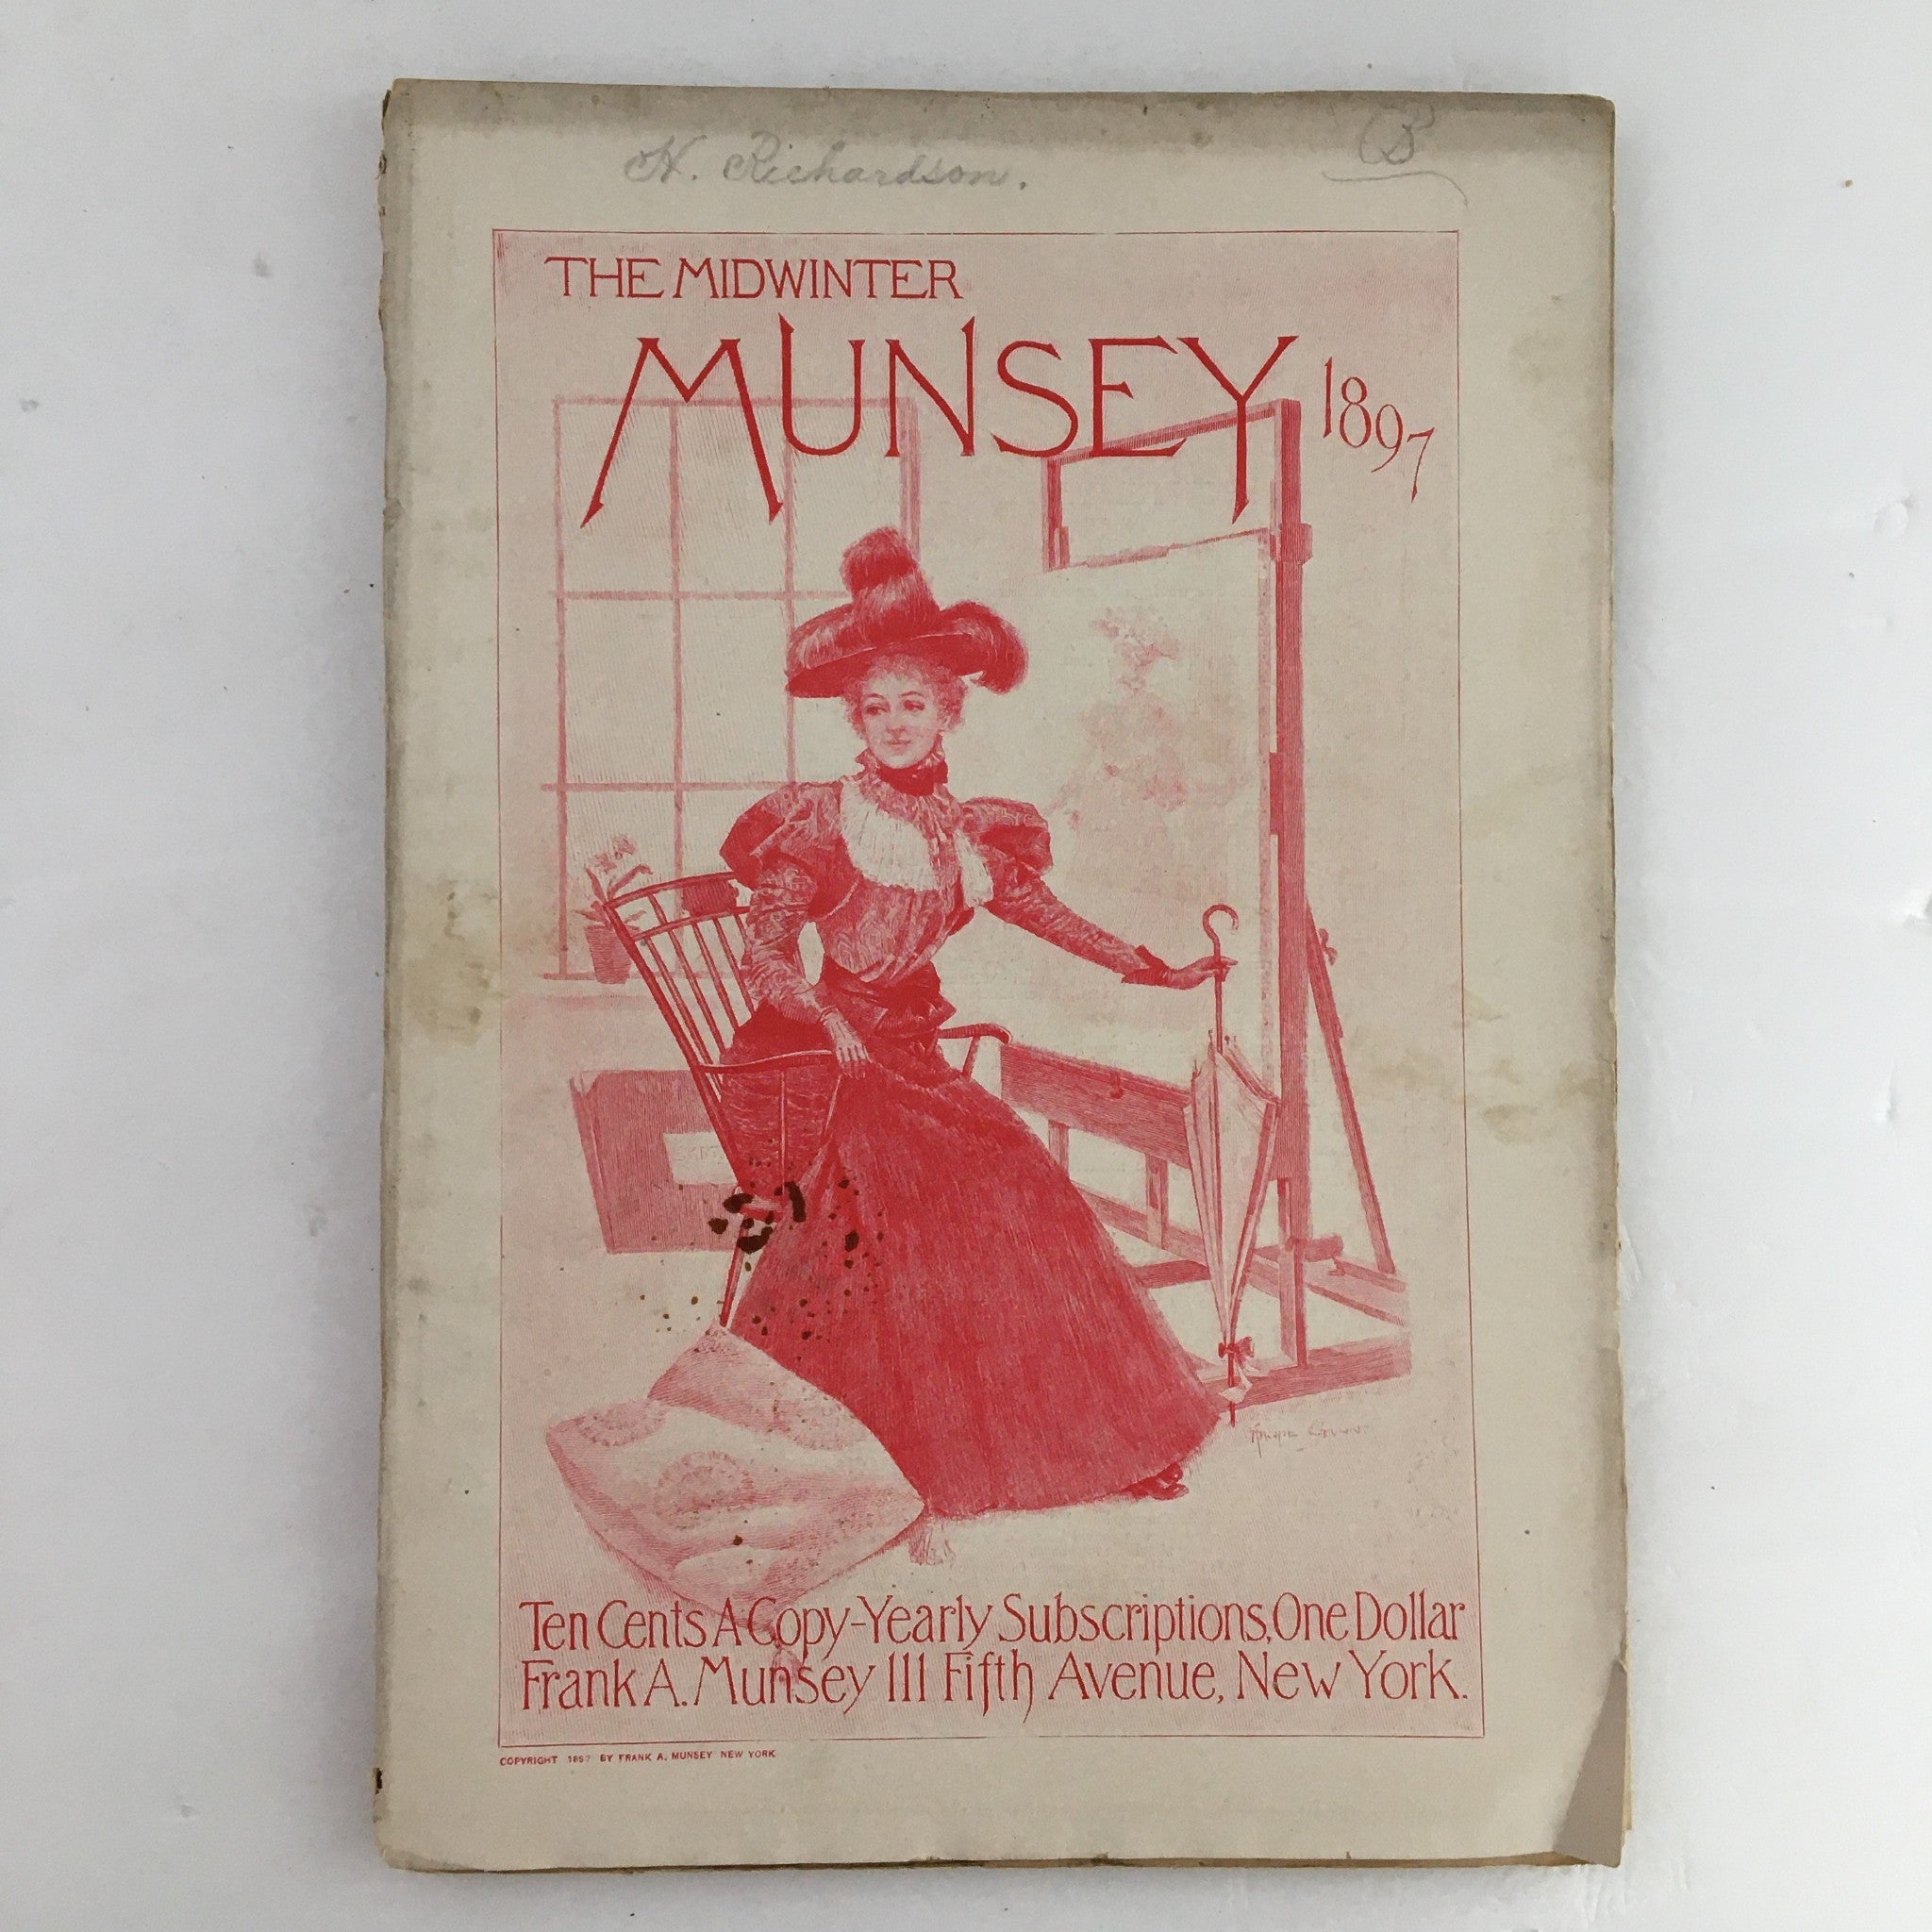 H. Richardson.
B
THE MIDWINTER
MUNSEY 1897
Ten Cents A Copy-Yearly Subscriptions, One Dollar
Frank A. Munsey 111 Fifth Avenue, New York.
COPYRIGHT 1897 BY FRANK A. MUNSEY NEW YORK